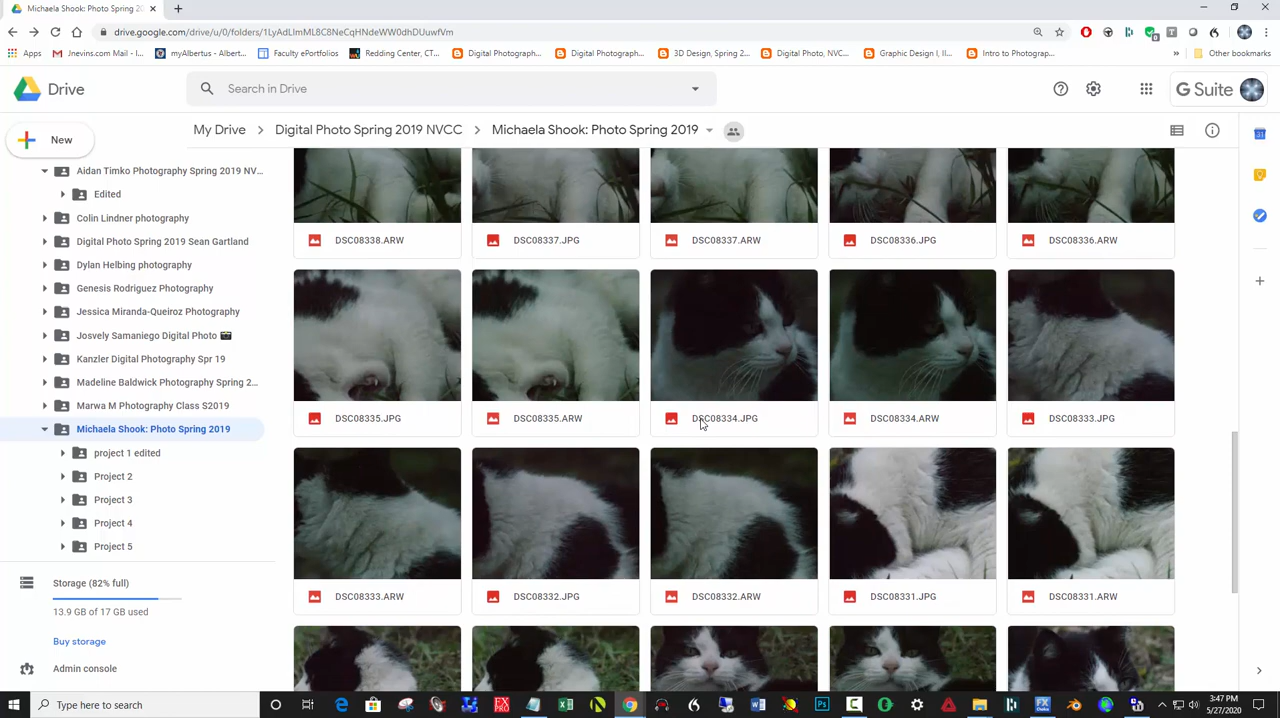 Michaela Shook: Photo Spring 201
drive.google.com/drive/u/0/folders/1LyAdLlmML8C8NeCqHNdeWW0dhDUuwfVm
Apps
Jnevins.com Mail - I...
myAlbertus - Albert...
Faculty ePortfolios
Redding Center, CT...
Digital Photograph...
Digital Photograph...
3D Design, Spring 2...
Digital Photo, NVC...
Graphic Design I, II...
Intro to Photograp...
Other bookmarks
Drive
Search in Drive
G Suite
New
My Drive > Digital Photo Spring 2019 NVCC > Michaela Shook: Photo Spring 2019
Aidan Timko Photography Spring 2019 NV...
Edited
Colin Lindner photography
Digital Photo Spring 2019 Sean Gartland
Dylan Helbing photography
Genesis Rodriguez Photography
Jessica Miranda-Queiroz Photography
Josvely Samaniego Digital Photo 📸
Kanzler Digital Photography Spr 19
Madeline Baldwick Photography Spring 2...
Marwa M Photography Class S2019
Michaela Shook: Photo Spring 2019
project 1 edited
Project 2
Project 3
Project 4
Project 5
Storage (82% full)
13.9 GB of 17 GB used
Buy storage
Admin console
DSC08338.ARW
DSC08337.JPG
DSC08337.ARW
DSC08336.JPG
DSC08336.ARW
DSC08335.JPG
DSC08335.ARW
DSC08334.JPG
DSC08334.ARW
DSC08333.JPG
DSC08333.ARW
DSC08332.JPG
DSC08332.ARW
DSC08331.JPG
DSC08331.ARW
Type here to search
3:47 PM
5/27/2020